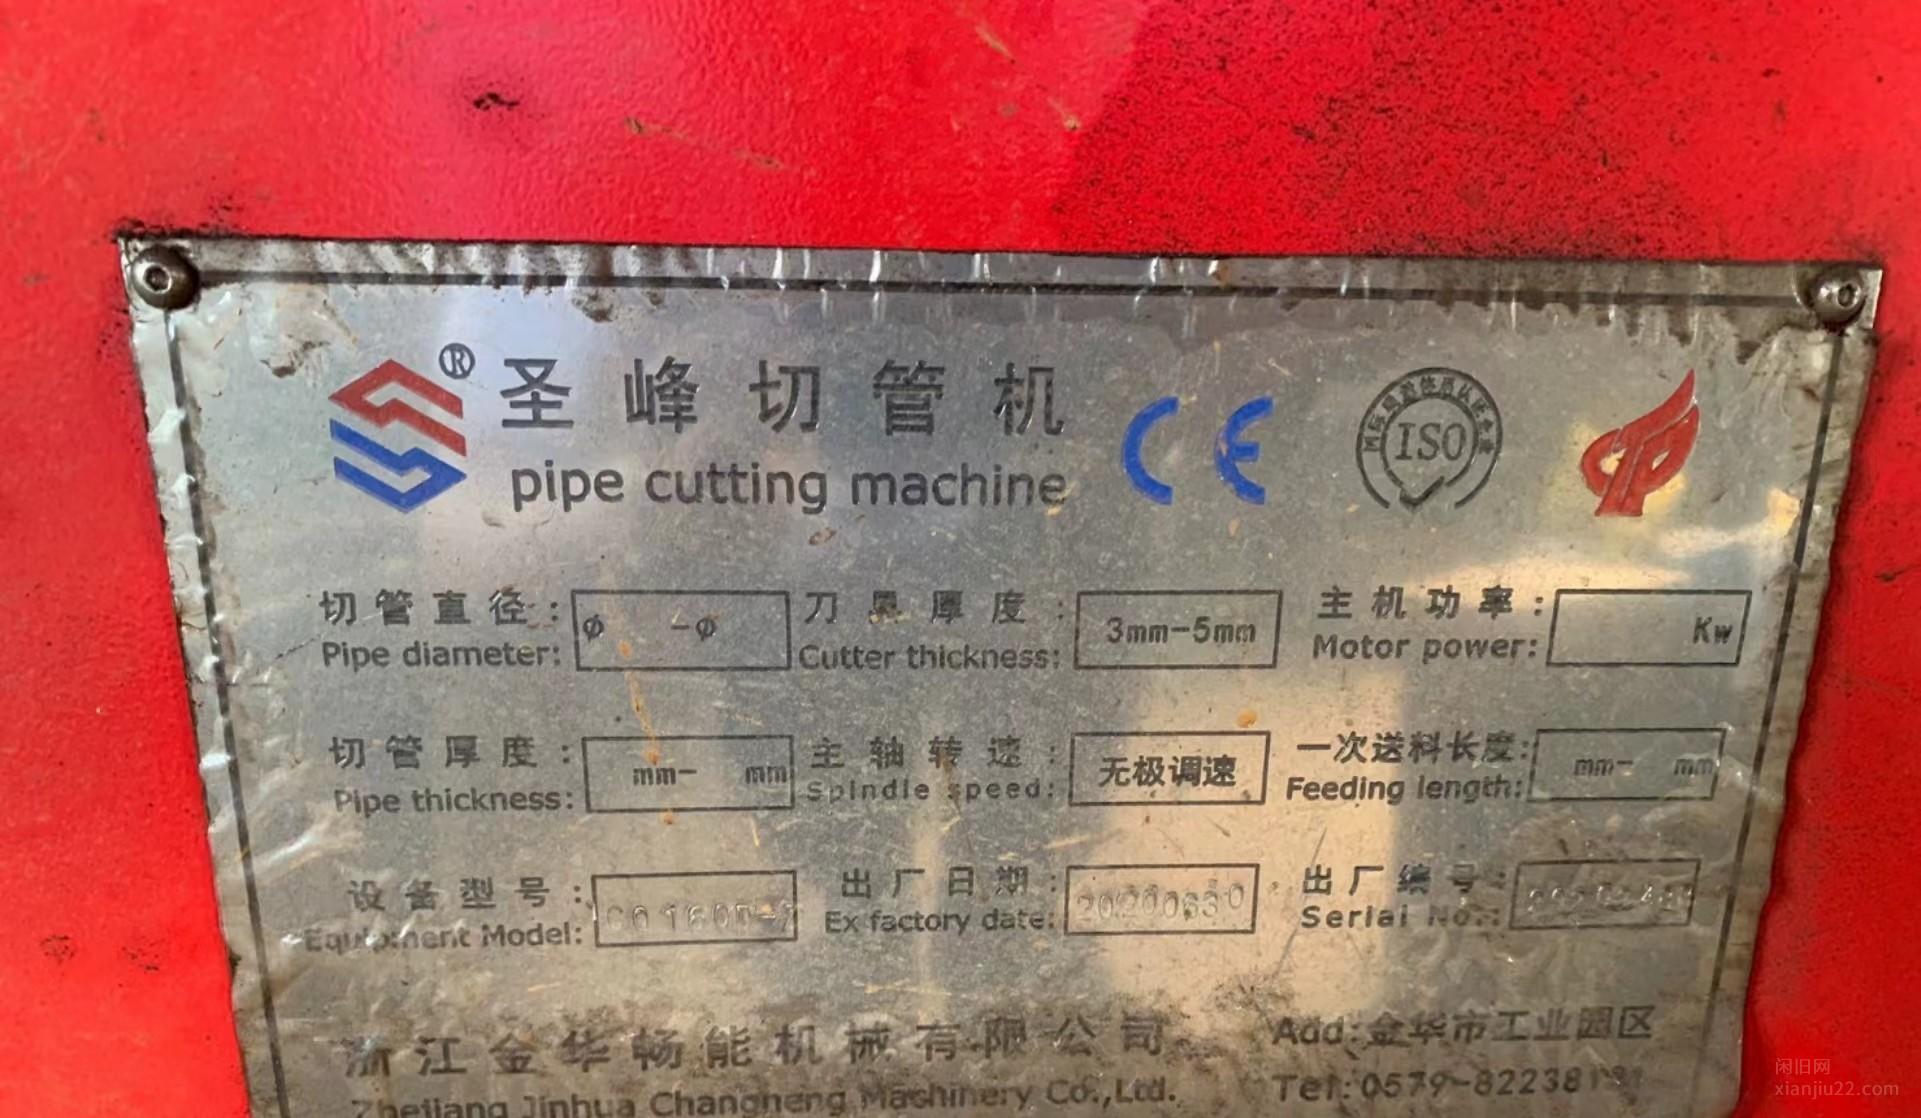 ® 圣峰切管机
pipe cutting machine
CE
ISO
切管直径: φ -φ 刀具厚度: 3mm-5mm 主机功率: Kw
Pipe diameter: Cutter thickness: Motor power:
切管厚度: mm- mm 主轴转速: 无极调速 一次送料长度: mm- mm
Pipe thickness: Spindle speed: Feeding length:
设备型号: 出厂日期: 20200630 出厂编号:
Equipment Model: Ex factory date: Serial No.:
浙江金华畅能机械有限公司 Add:金华市工业园区
Zhejiang Jinhua Changneng Machinery Co.,Ltd. Tel:
闲旧网
xianjiu22.com